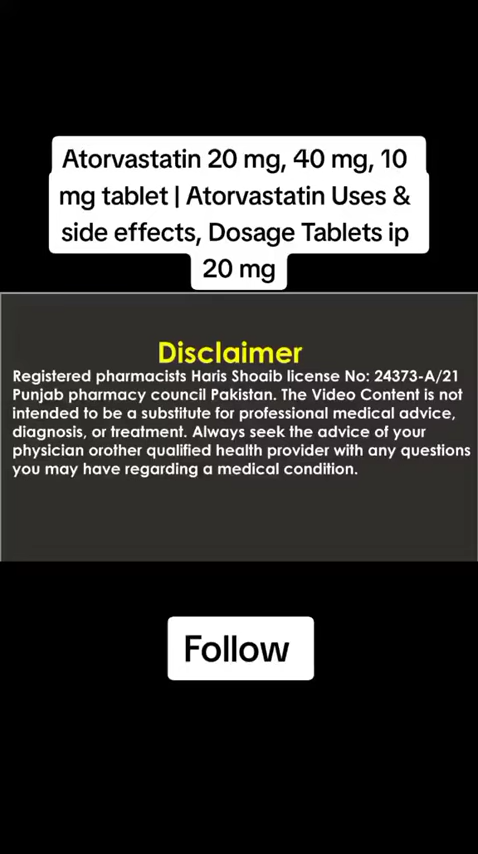 Atorvastatin 20 mg, 40 mg, 10
mg tablet | Atorvastatin Uses &
side effects, Dosage Tablets ip
20 mg
Disclaimer
Registered pharmacists Haris Shoaib license No: 24373-A/21
Punjab pharmacy council Pakistan. The Video Content is not
intended to be a substitute for professional medical advice,
diagnosis, or treatment. Always seek the advice of your
physician orother qualified health provider with any questions
you may have regarding a medical condition.
Follow